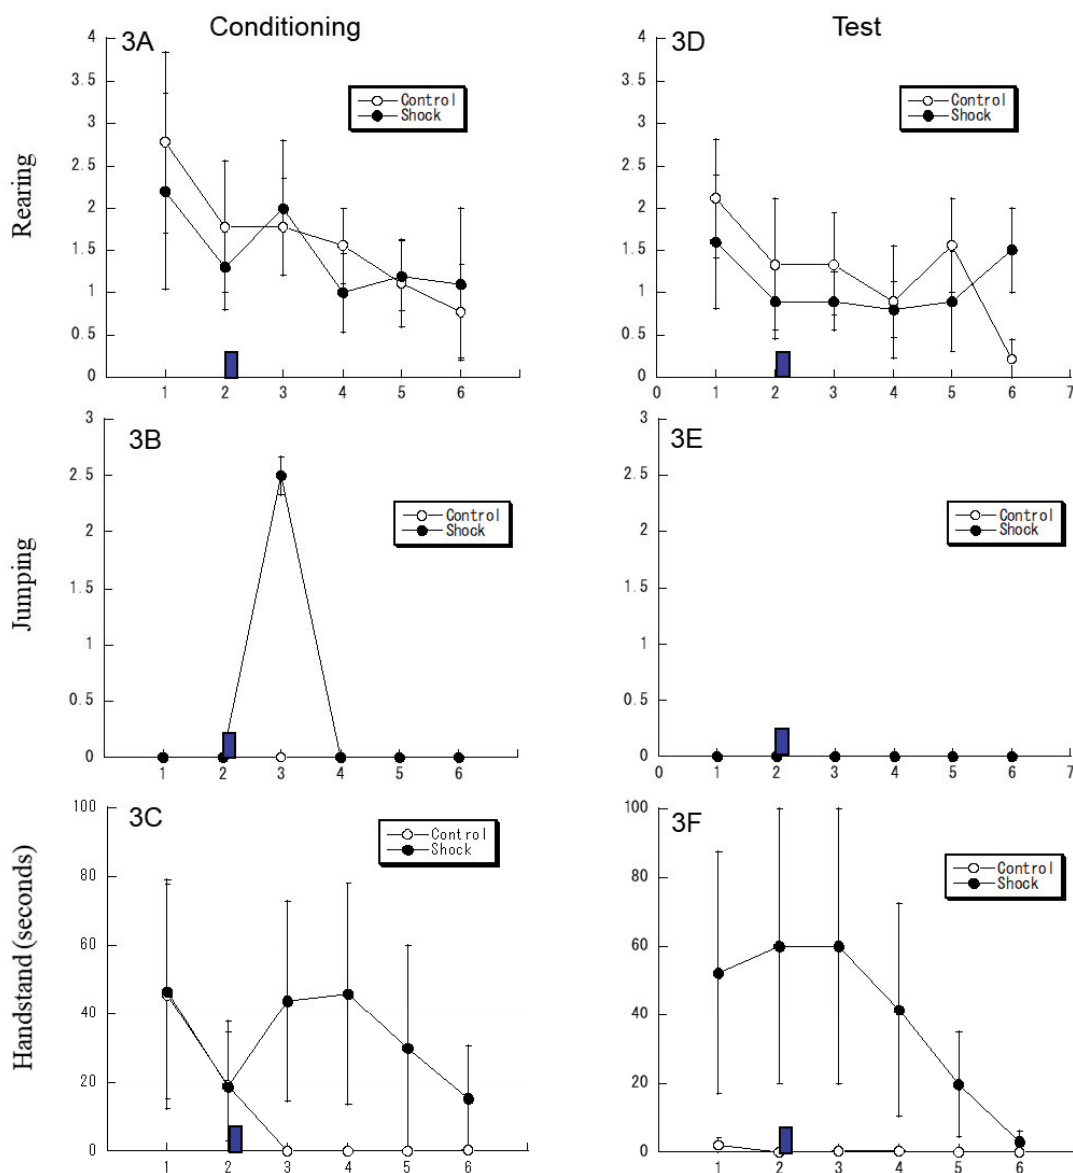 Conditioning
Test
Rearing
3A
4
3.5
3
2.5
2
1.5
1
0.5
0
Control
Shock
1 2 3 4 5 6
3D
4
3.5
3
2.5
2
1.5
1
0.5
0
Control
Shock
0 1 2 3 4 5 6 7
Jumping
3B
3
2.5
2
1.5
1
0.5
0
Control
Shock
1 2 3 4 5 6
3E
3
2.5
2
1.5
1
0.5
0
Control
Shock
0 1 2 3 4 5 6 7
Handstand (seconds)
3C
100
80
60
40
20
0
Control
Shock
1 2 3 4 5 6
3F
100
80
60
40
20
0
Control
Shock
1 2 3 4 5 6